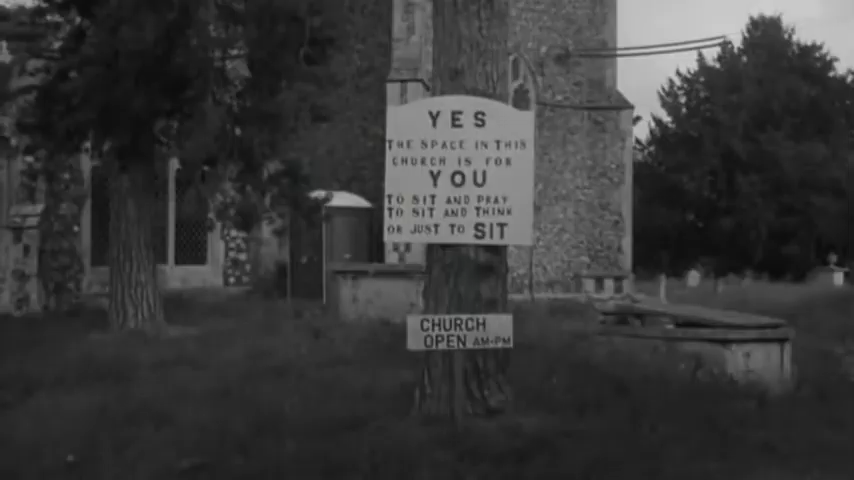 YES
THE SPACE IN THIS
CHURCH IS FOR
YOU
TO SIT AND PRAY
TO SIT AND THINK
OR JUST TO SIT
CHURCH
OPEN AM-PM